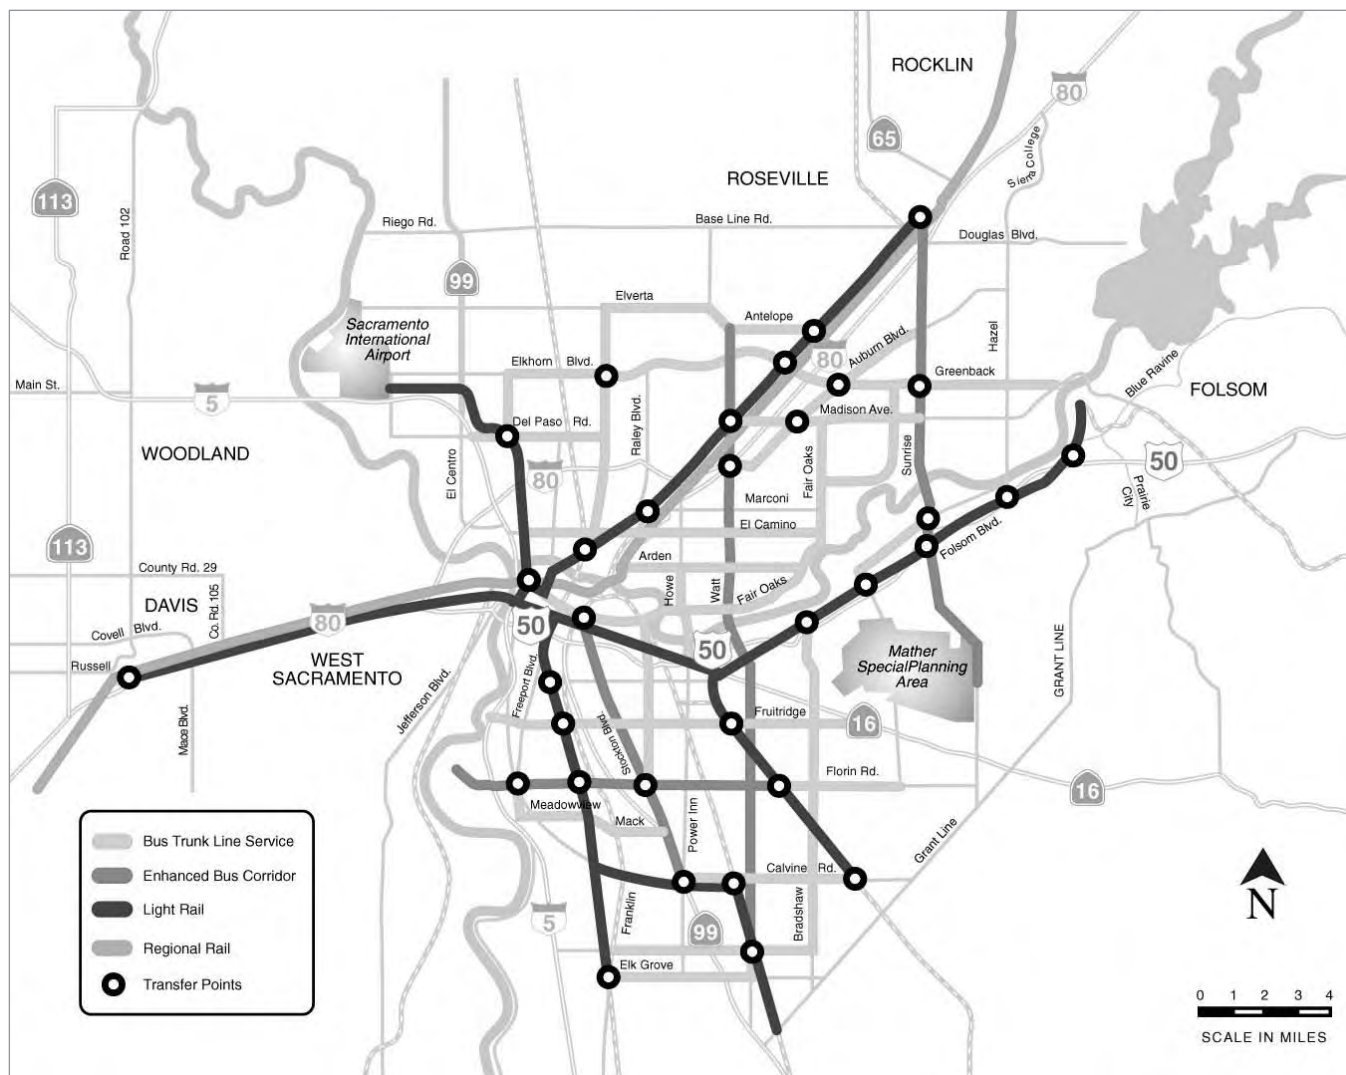 ROCKLIN
80
65
Sierra College
113
ROSEVILLE
Road 102
Riego Rd.
Base Line Rd.
Douglas Blvd.
99
Elverta
Antelope
Sacramento
International
Airport
Hazel
Auburn Blvd.
80
Elkhorn Blvd.
Blue Ravine
Main St.
5
Greenback
FOLSOM
Madison Ave.
Del Paso Rd.
Raley Blvd.
WOODLAND
El Centro
80
Fair Oaks
Sunrise
50
Prairie
City
Marconi
El Camino
Folsom Blvd.
113
Arden
County Rd. 29
Howe
Watt
Fair Oaks
DAVIS
Co. Rd. 105
80
50
50
Covell Blvd.
Russell
WEST
SACRAMENTO
Mather
SpecialPlanning
Area
GRANT LINE
Jefferson Blvd.
Freeport Blvd.
Mace Blvd.
Stockton Blvd.
Fruitridge
16
Florin Rd.
16
Meadowview
Mack
Power Inn
Grant Line
Calvine Rd.
Franklin
Bradshaw
5
99
Elk Grove
Bus Trunk Line Service
Enhanced Bus Corridor
Light Rail
Regional Rail
Transfer Points
N
0 1 2 3 4
SCALE IN MILES